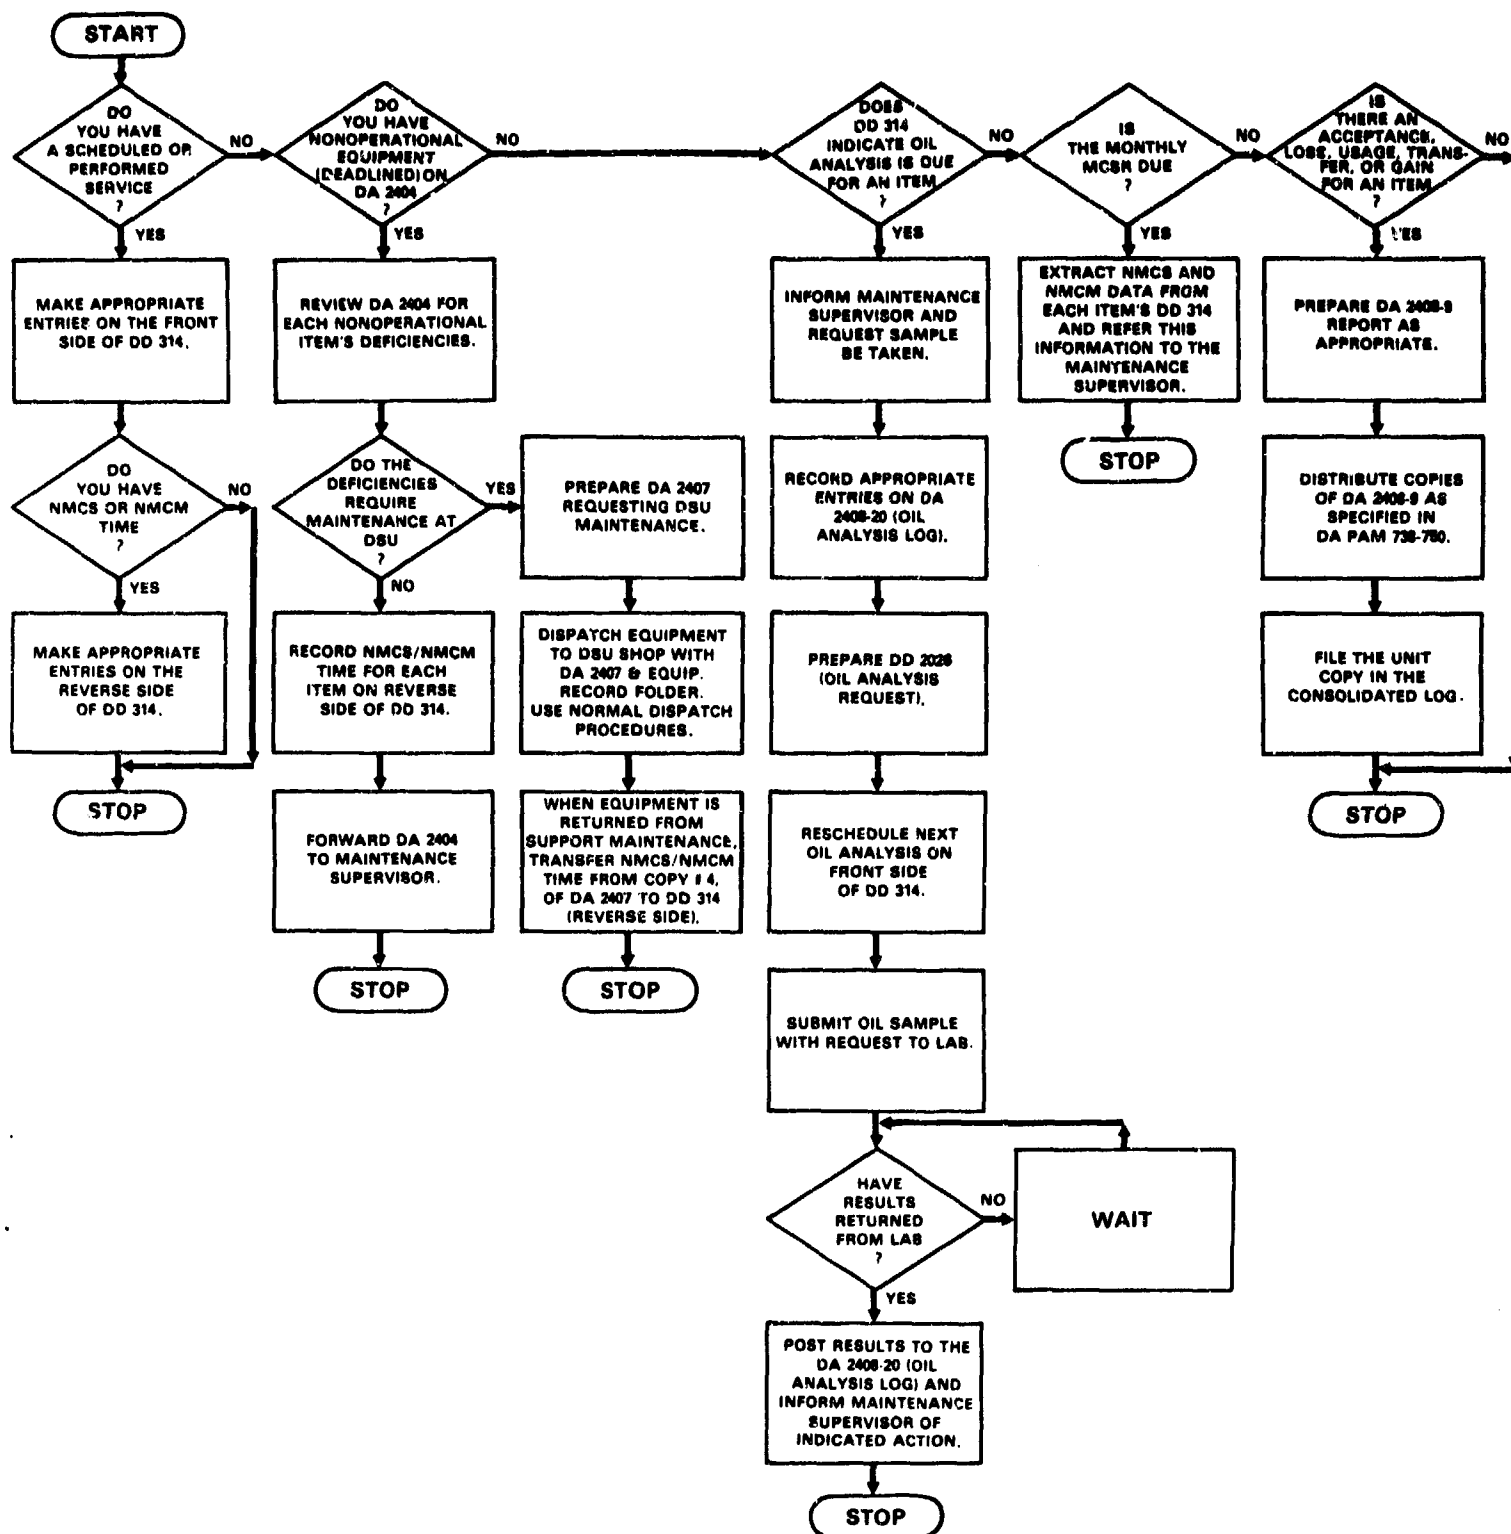 START
DO
YOU HAVE
A SCHEDULED OR
PERFORMED
SERVICE
?
NO
YES
MAKE APPROPRIATE
ENTRIES ON THE FRONT
SIDE OF DD 314.
DO
YOU HAVE
NMCS OR NMCM
TIME
?
NO
YES
MAKE APPROPRIATE
ENTRIES ON THE
REVERSE SIDE
OF DD 314.
STOP
DO
YOU HAVE
NONOPERATIONAL
EQUIPMENT
(DEADLINED) ON
DA 2404
?
NO
YES
REVIEW DA 2404 FOR
EACH NONOPERATIONAL
ITEM'S DEFICIENCIES.
DO THE
DEFICIENCIES
REQUIRE
MAINTENANCE AT
DSU
?
YES
NO
RECORD NMCS/NMCM
TIME FOR EACH
ITEM ON REVERSE
SIDE OF DD 314.
FORWARD DA 2404
TO MAINTENANCE
SUPERVISOR.
STOP
PREPARE DA 2407
REQUESTING DSU
MAINTENANCE.
DISPATCH EQUIPMENT
TO DSU SHOP WITH
DA 2407 & EQUIP.
RECORD FOLDER.
USE NORMAL DISPATCH
PROCEDURES.
WHEN EQUIPMENT IS
RETURNED FROM
SUPPORT MAINTENANCE,
TRANSFER NMCS/NMCM
TIME FROM COPY # 4,
OF DA 2407 TO DD 314
(REVERSE SIDE).
STOP
DOES
DD 314
INDICATE OIL
ANALYSIS IS DUE
FOR AN ITEM
?
NO
YES
INFORM MAINTENANCE
SUPERVISOR AND
REQUEST SAMPLE
BE TAKEN.
RECORD APPROPRIATE
ENTRIES ON DA
2408-20 (OIL
ANALYSIS LOG).
PREPARE DD 2026
(OIL ANALYSIS
REQUEST).
RESCHEDULE NEXT
OIL ANALYSIS ON
FRONT SIDE
OF DD 314.
SUBMIT OIL SAMPLE
WITH REQUEST TO LAB.
HAVE
RESULTS
RETURNED
FROM LAB
?
NO
WAIT
YES
POST RESULTS TO THE
DA 2408-20 (OIL
ANALYSIS LOG) AND
INFORM MAINTENANCE
SUPERVISOR OF
INDICATED ACTION.
STOP
IS
THE MONTHLY
MCSR DUE
?
NO
YES
EXTRACT NMCS AND
NMCM DATA FROM
EACH ITEM'S DD 314
AND REFER THIS
INFORMATION TO THE
MAINTENANCE
SUPERVISOR.
STOP
IS
THERE AN
ACCEPTANCE,
LOSS, USAGE, TRANS-
FER, OR GAIN
FOR AN ITEM
?
NO
YES
PREPARE DA 2408-9
REPORT AS
APPROPRIATE.
DISTRIBUTE COPIES
OF DA 2408-9 AS
SPECIFIED IN
DA PAM 738-750.
FILE THE UNIT
COPY IN THE
CONSOLIDATED LOG.
STOP